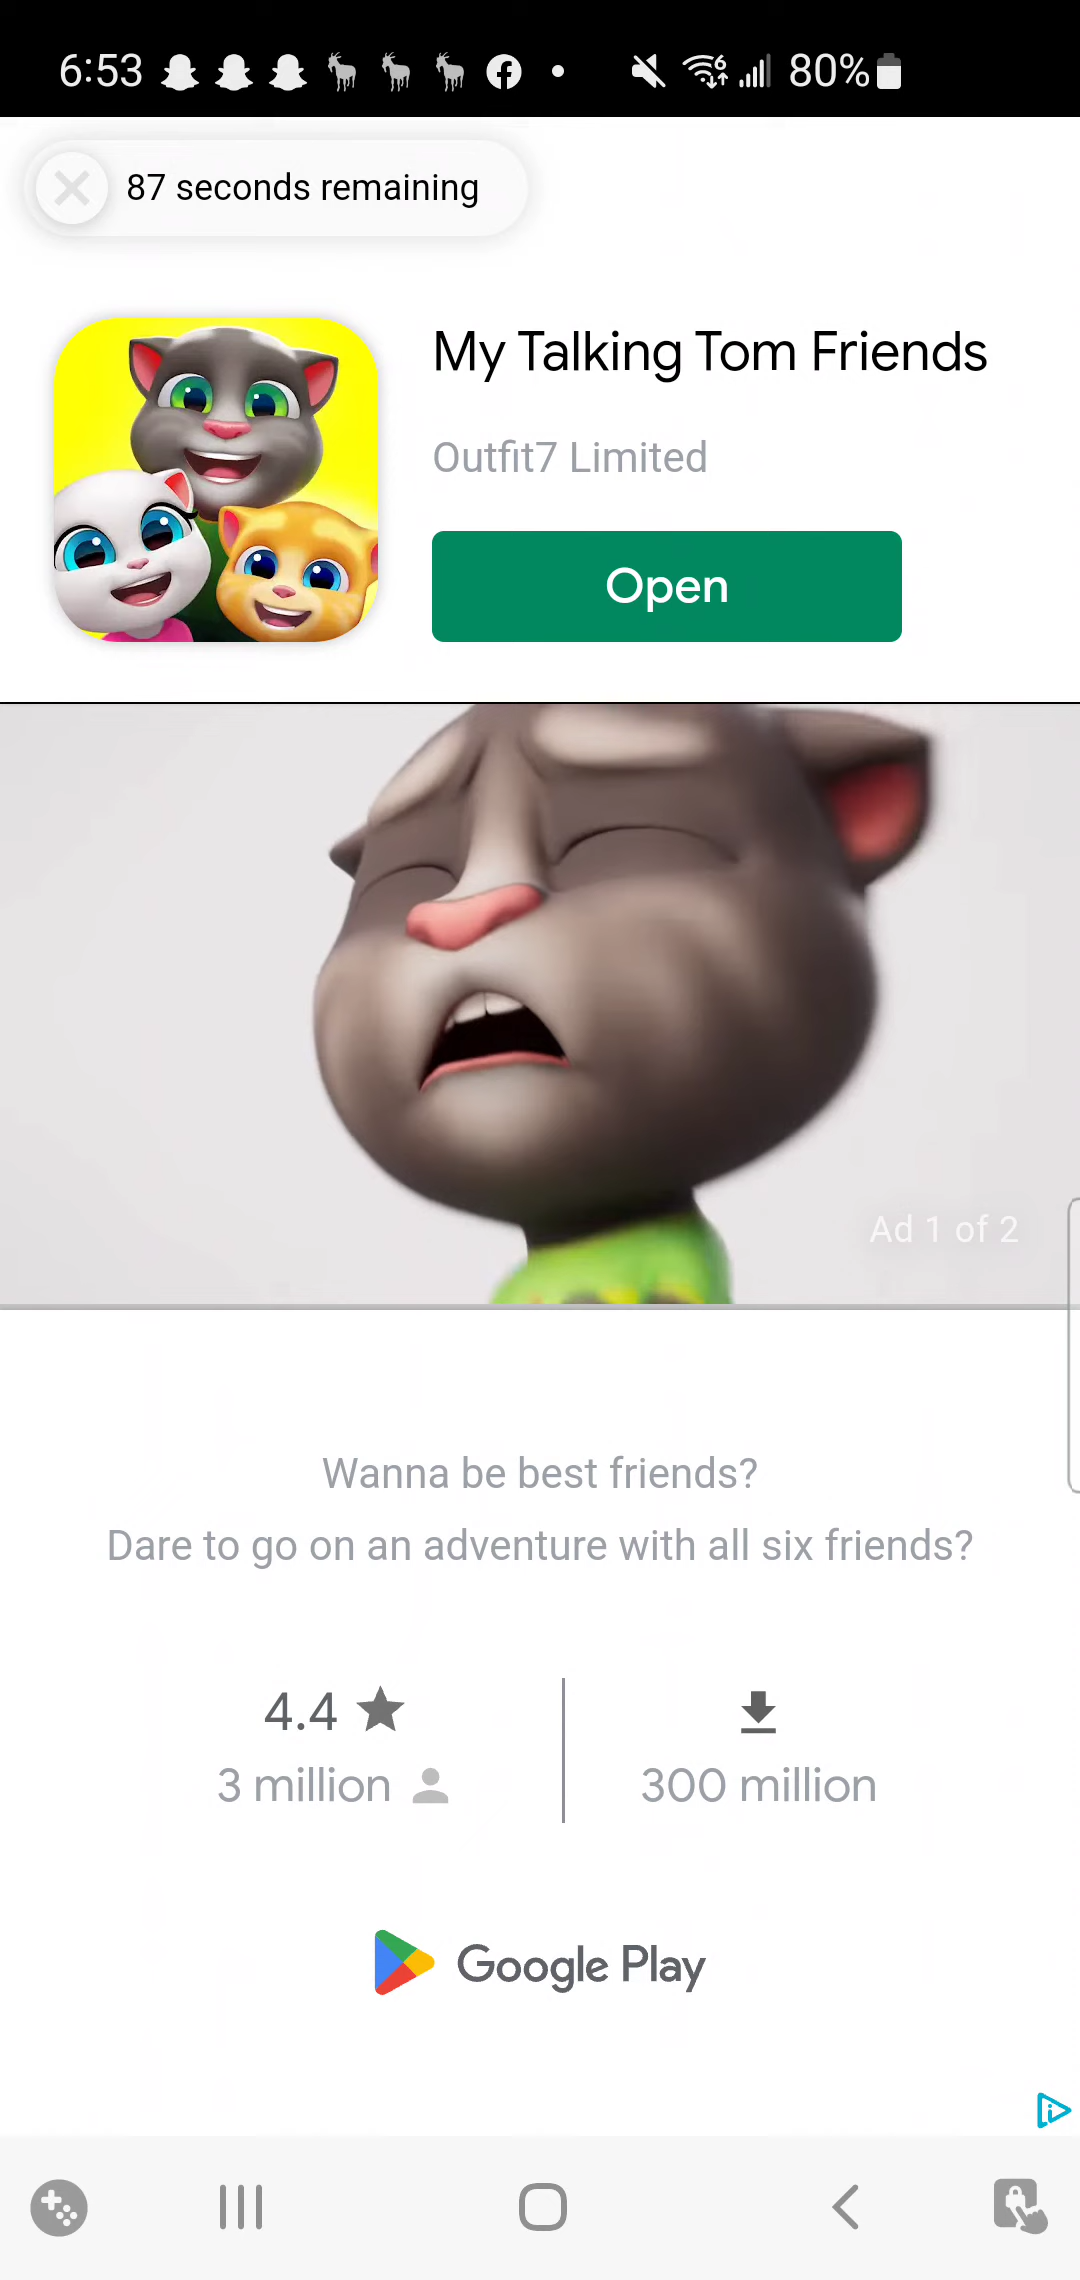 6:53
80%
87 seconds remaining
My Talking Tom Friends
Outfit7 Limited
Open
Ad 1 of 2
Wanna be best friends?
Dare to go on an adventure with all six friends?
4.4
3 million
300 million
Google Play